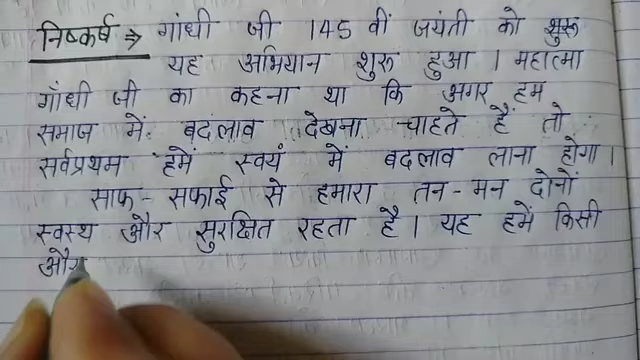 निष्कर्ष ⇒ गांधी जी 145 वीं जयंती को शुरू
यह अभियान शुरू हुआ । महात्मा
गाँधी जी का कहना था कि अगर हम
समाज में बदलाव देखना चाहते हैं तो
सर्वप्रथम हमे स्वयं में बदलाव लाना होगा।
साफ - सफाई से हमारा तन - मन दोनों
स्वस्थ और सुरक्षित रहता है । यह हमें किसी
और